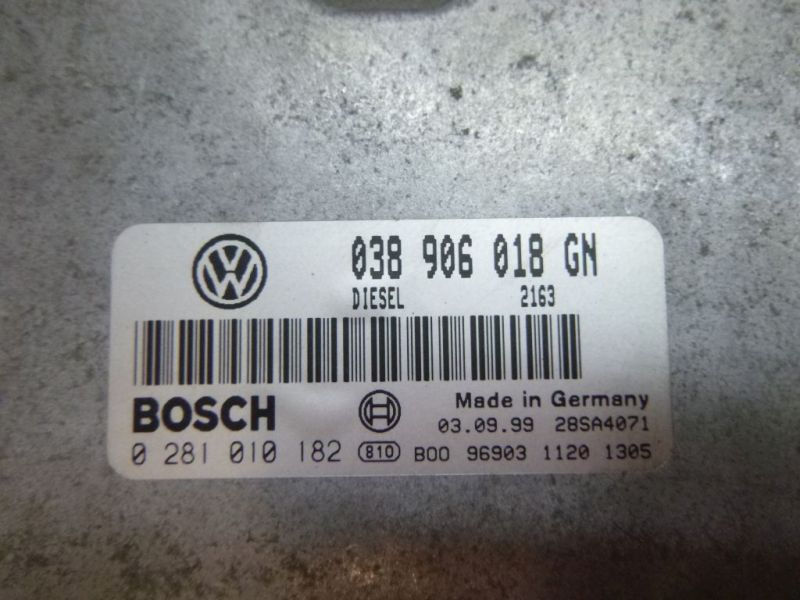 038 906 018 GN
DIESEL 2163
BOSCH Made in Germany
03.09.99 28SA4071
0 281 010 182 810 B00 96903 1120 1305